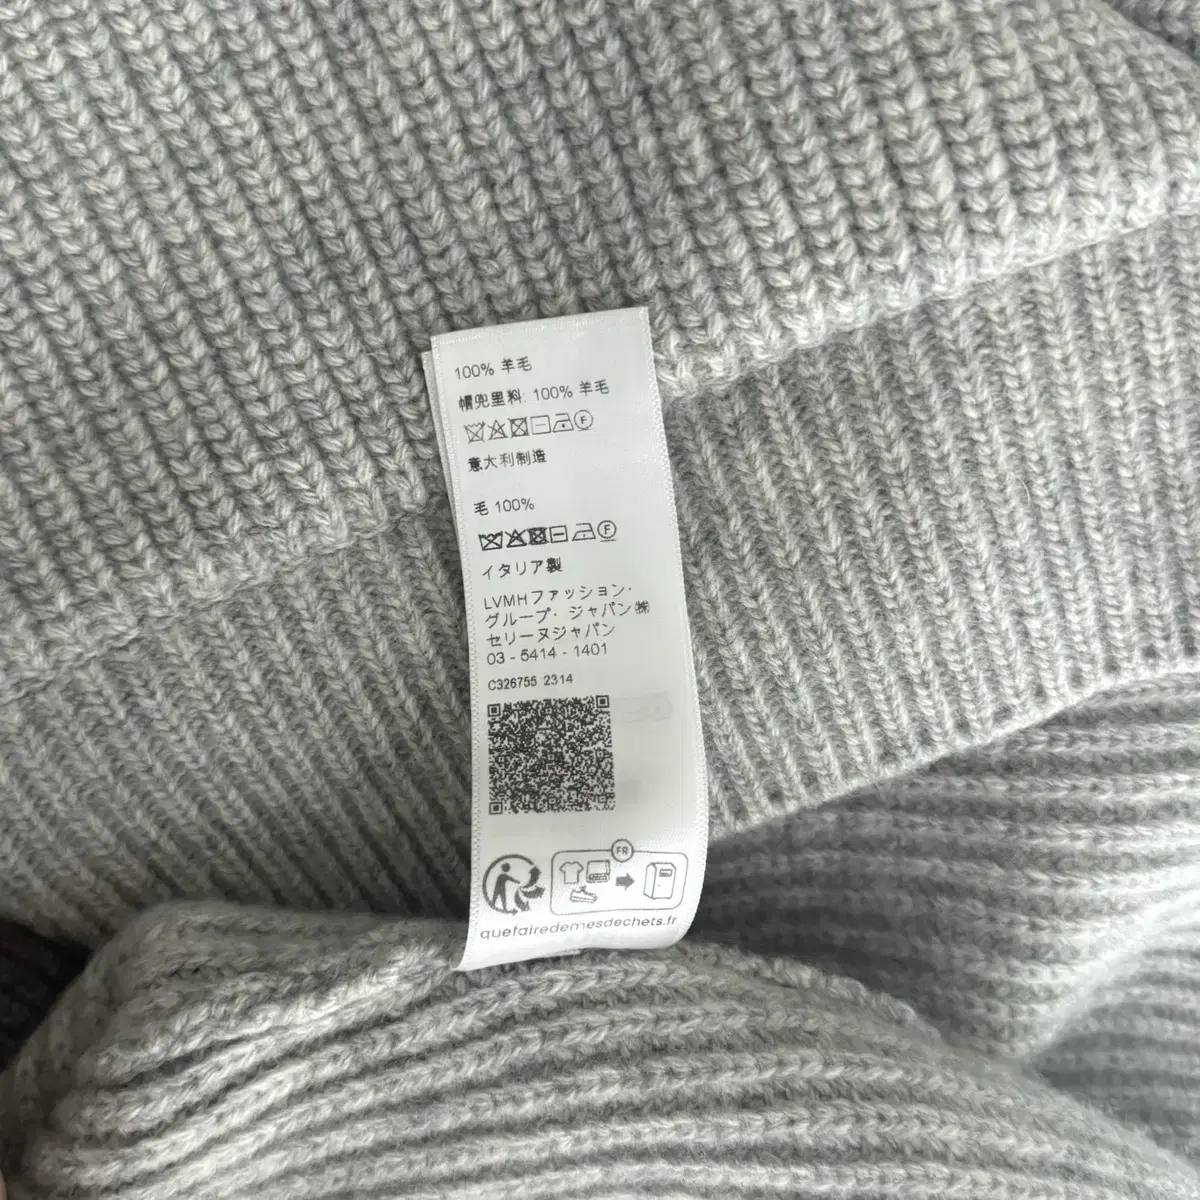 100% 羊毛
帽兜里料: 100% 羊毛
F
意大利制造
毛 100%
F
イタリア製
LVMHファッション・
グループ・ジャパン㈱
セリーヌジャパン
03 - 5414 - 1401
C326755 2314
FR
quefairedemesdechets.fr